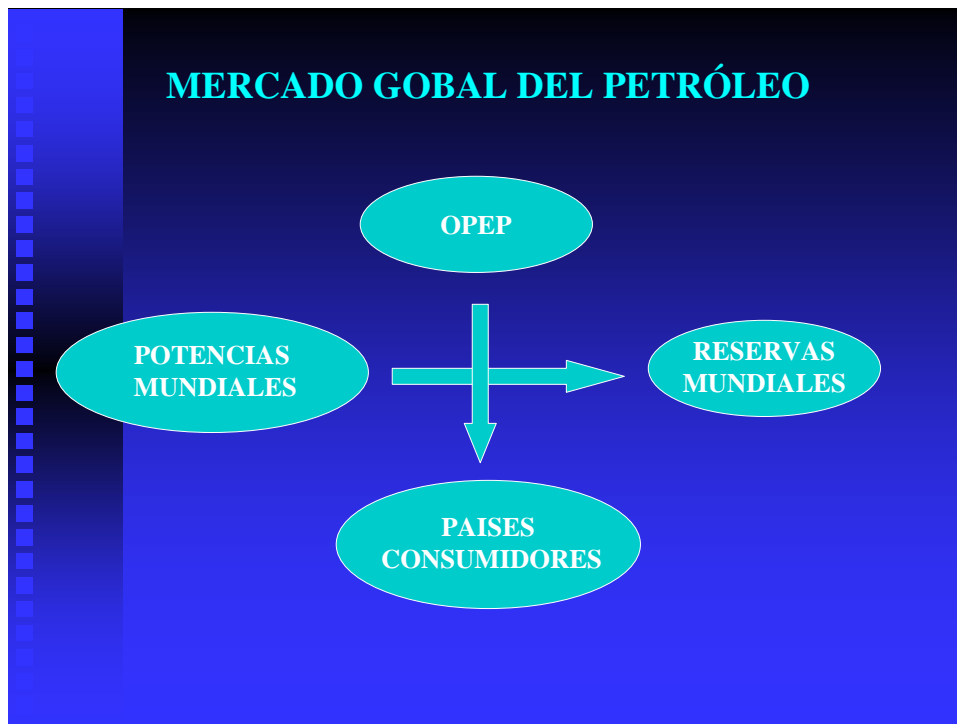 MERCADO GOBAL DEL PETRÓLEO
OPEP
POTENCIAS
MUNDIALES
RESERVAS
MUNDIALES
PAISES
CONSUMIDORES